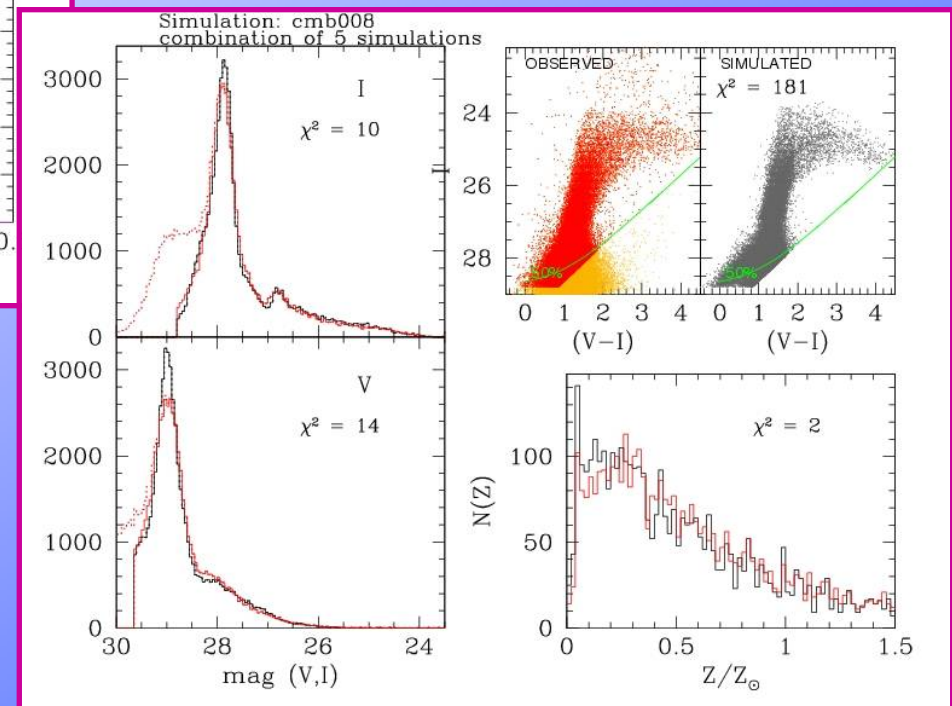 Simulation: cmb008
combination of 5 simulations
3000
2000
1000
0
I
χ² = 10
3000
2000
1000
0
V
χ² = 14
30 28 26 24
mag (V,I)
I
24
26
28
OBSERVED
50%
0 1 2 3 4
(V−I)
SIMULATED
χ² = 181
50%
0 1 2 3 4
(V−I)
N(Z)
100
50
0
χ² = 2
0 0.5 1 1.5
Z/Z☉
0.